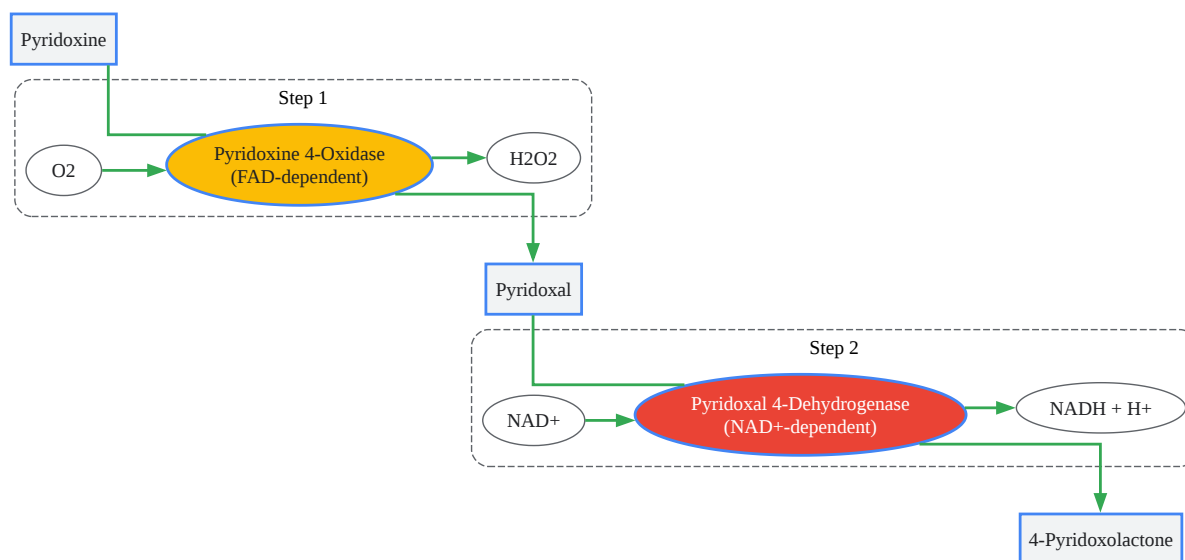 Pyridoxine
Step 1
Pyridoxine 4-Oxidase
(FAD-dependent)
O2
H2O2
Pyridoxal
Step 2
Pyridoxal 4-Dehydrogenase
(NAD+-dependent)
NAD+
NADH + H+
4-Pyridoxolactone